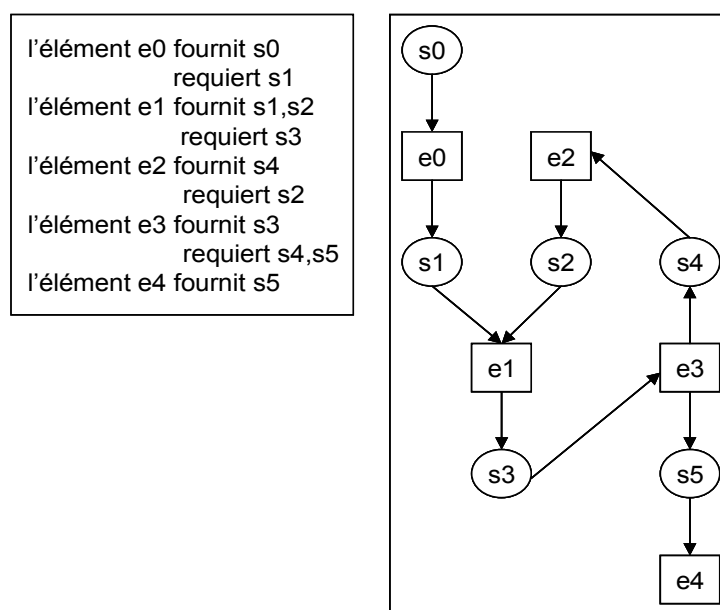 l'élément e0 fournit s0
requiert s1
l'élément e1 fournit s1,s2
requiert s3
l'élément e2 fournit s4
requiert s2
l'élément e3 fournit s3
requiert s4,s5
l'élément e4 fournit s5
s0
e0 e2
s1 s2 s4
e1 e3
s3 s5
e4